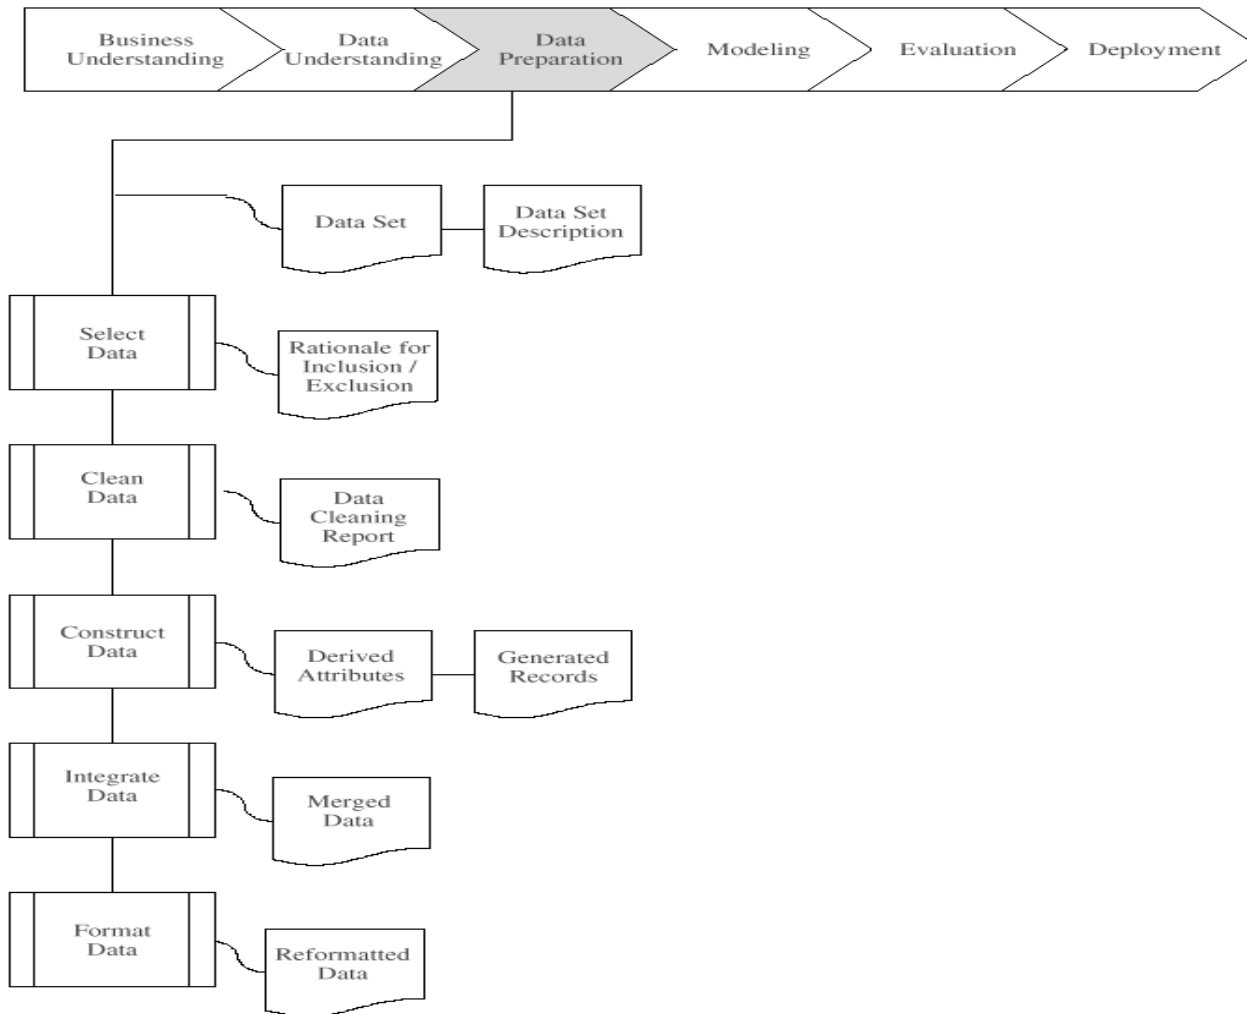 Business
Understanding
Data
Understanding
Data
Preparation
Modeling
Evaluation
Deployment
Data Set
Data Set
Description
Select
Data
Rationale for
Inclusion /
Exclusion
Clean
Data
Data
Cleaning
Report
Construct
Data
Derived
Attributes
Generated
Records
Integrate
Data
Merged
Data
Format
Data
Reformatted
Data